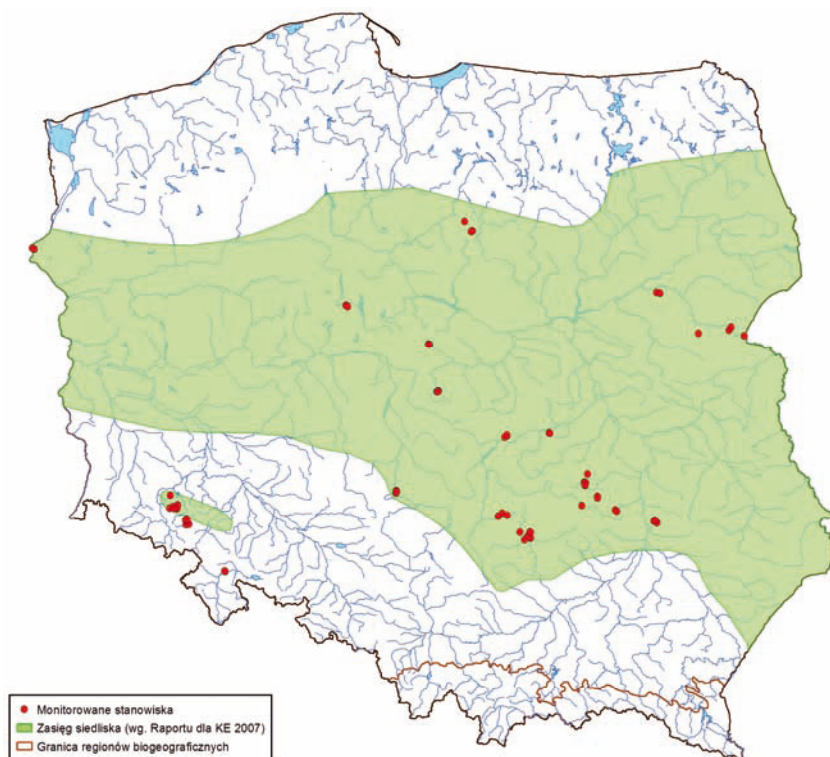 Monitorowane stanowiska
Zasięg siedliska (wg. Raportu dla KE 2007)
Granica regionów biogeograficznych